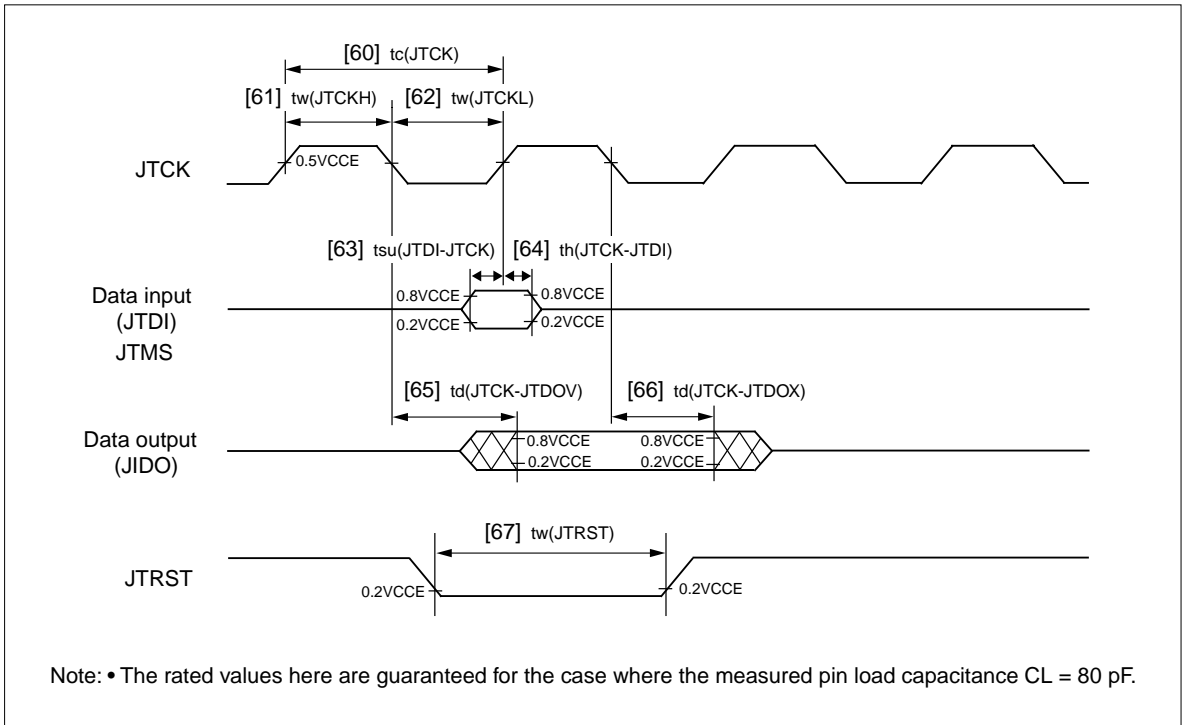 [60] tc(JTCK)
[61] tw(JTCKH) [62] tw(JTCKL)
JTCK
0.5VCCE
[63] tsu(JTDI-JTCK) [64] th(JTCK-JTDI)
Data input
(JTDI)
JTMS
0.8VCCE 0.8VCCE
0.2VCCE 0.2VCCE
[65] td(JTCK-JTDOV) [66] td(JTCK-JTDOX)
Data output
(JIDO)
0.8VCCE 0.8VCCE
0.2VCCE 0.2VCCE
[67] tw(JTRST)
JTRST
0.2VCCE 0.2VCCE
Note: • The rated values here are guaranteed for the case where the measured pin load capacitance CL = 80 pF.